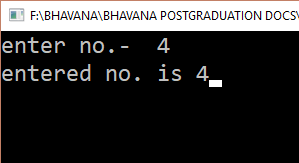 F:\BHAVANA\BHAVANA POSTGRADUATION DOCS\
enter no.-  4
entered no. is 4